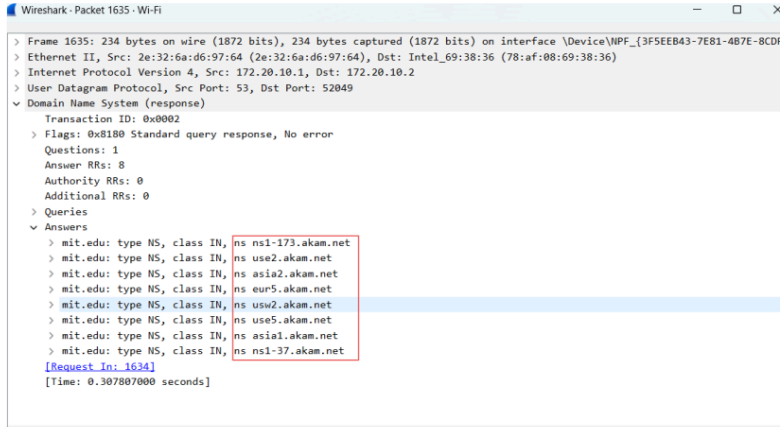 Wireshark · Packet 1635 · Wi-Fi
Frame 1635: 234 bytes on wire (1872 bits), 234 bytes captured (1872 bits) on interface \Device\NPF_{3F5EEB43-7E81-4B7E-8CDF
Ethernet II, Src: 2e:32:6a:d6:97:64 (2e:32:6a:d6:97:64), Dst: Intel_69:38:36 (78:af:08:69:38:36)
Internet Protocol Version 4, Src: 172.20.10.1, Dst: 172.20.10.2
User Datagram Protocol, Src Port: 53, Dst Port: 52049
Domain Name System (response)
Transaction ID: 0x0002
Flags: 0x8180 Standard query response, No error
Questions: 1
Answer RRs: 8
Authority RRs: 0
Additional RRs: 0
Queries
Answers
mit.edu: type NS, class IN, ns ns1-173.akam.net
mit.edu: type NS, class IN, ns use2.akam.net
mit.edu: type NS, class IN, ns asia2.akam.net
mit.edu: type NS, class IN, ns eur5.akam.net
mit.edu: type NS, class IN, ns usw2.akam.net
mit.edu: type NS, class IN, ns use5.akam.net
mit.edu: type NS, class IN, ns asia1.akam.net
mit.edu: type NS, class IN, ns ns1-37.akam.net
[Request In: 1634]
[Time: 0.307807000 seconds]